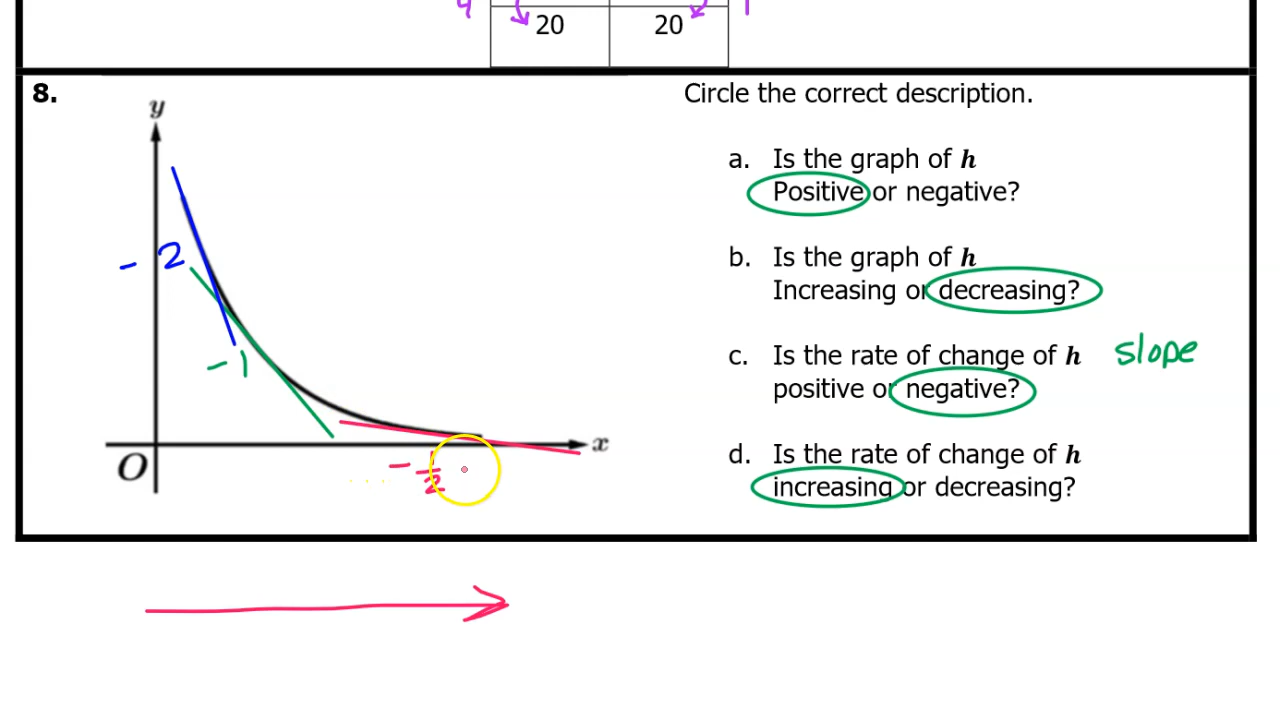 4 20 20 1
8.
y
Circle the correct description.
a. Is the graph of h
Positive or negative?
- 2
b. Is the graph of h
Increasing or decreasing?
-1
c. Is the rate of change of h slope
positive or negative?
O
x
- 1/2
d. Is the rate of change of h
increasing or decreasing?